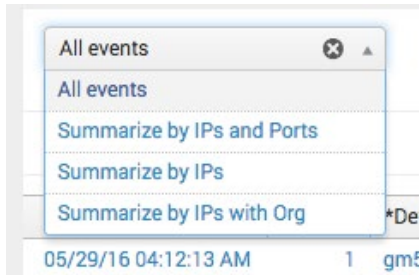 All events
All events
Summarize by IPs and Ports
Summarize by IPs
Summarize by IPs with Org
*De
05/29/16 04:12:13 AM 1 gm5